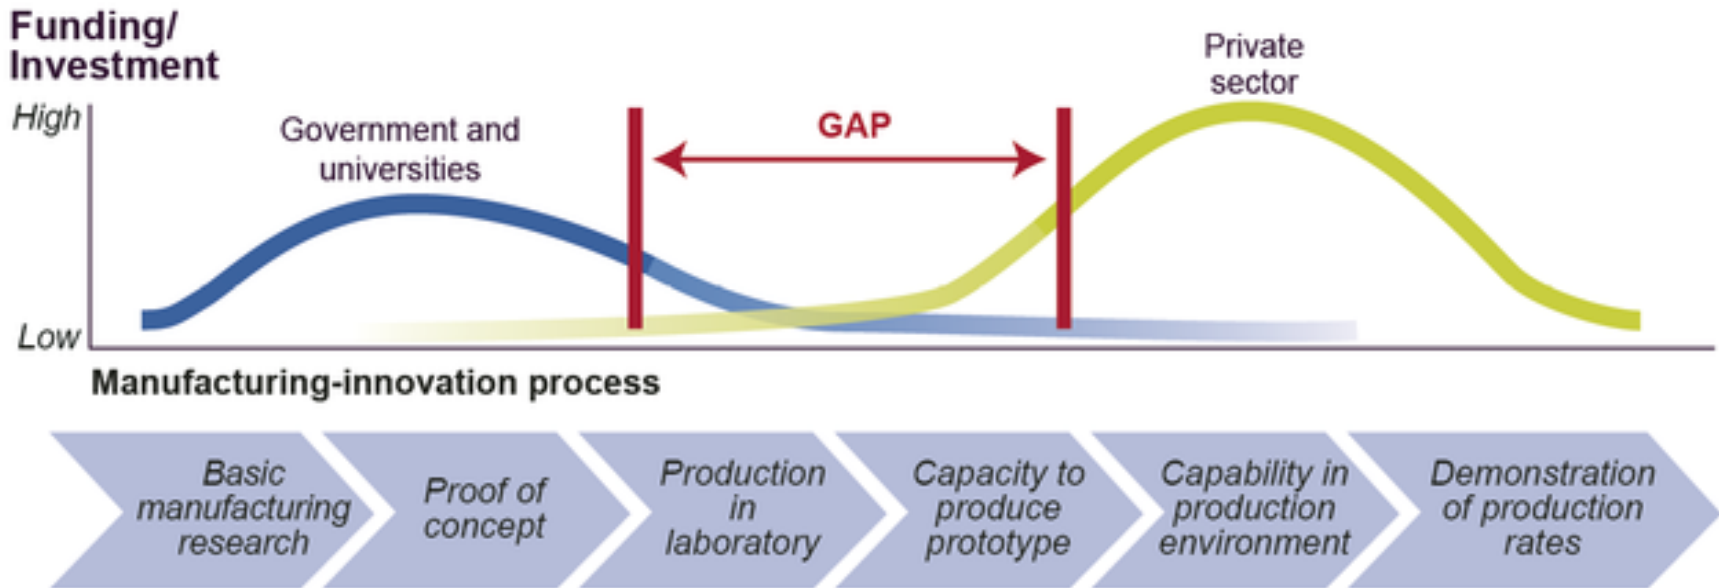 Funding/
Investment
High
Low
Government and
universities
GAP
Private
sector
Manufacturing-innovation process
Basic
manufacturing
research
Proof of
concept
Production
in
laboratory
Capacity to
produce
prototype
Capability in
production
environment
Demonstration
of production
rates